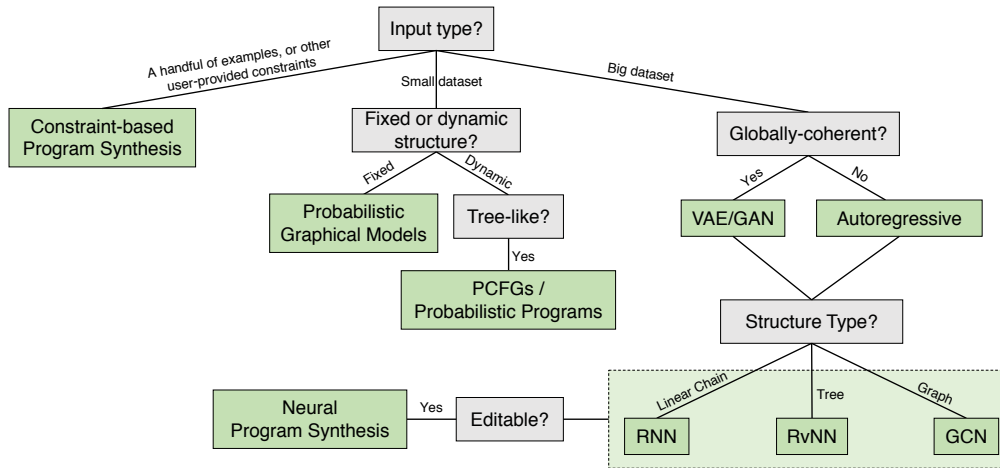 Input type?
A handful of examples, or other
user-provided constraints
Small dataset
Big dataset
Constraint-based
Program Synthesis
Fixed or dynamic
structure?
Globally-coherent?
Fixed
Dynamic
Yes
No
Probabilistic
Graphical Models
Tree-like?
VAE/GAN
Autoregressive
Yes
PCFGs /
Probabilistic Programs
Structure Type?
Linear Chain
Tree
Graph
Neural
Program Synthesis
Yes
Editable?
RNN
RvNN
GCN